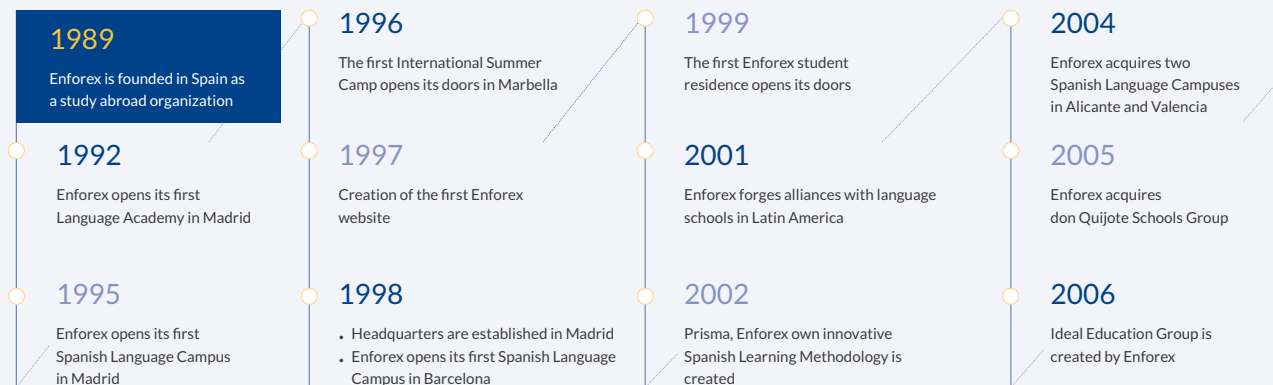 1989
Enforex is founded in Spain as
a study abroad organization
1992
Enforex opens its first
Language Academy in Madrid
1995
Enforex opens its first
Spanish Language Campus
in Madrid
1996
The first International Summer
Camp opens its doors in Marbella
1997
Creation of the first Enforex
website
1998
• Headquarters are established in Madrid
• Enforex opens its first Spanish Language
Campus in Barcelona
1999
The first Enforex student
residence opens its doors
2001
Enforex forges alliances with language
schools in Latin America
2002
Prisma, Enforex own innovative
Spanish Learning Methodology is
created
2004
Enforex acquires two
Spanish Language Campuses
in Alicante and Valencia
2005
Enforex acquires
don Quijote Schools Group
2006
Ideal Education Group is
created by Enforex